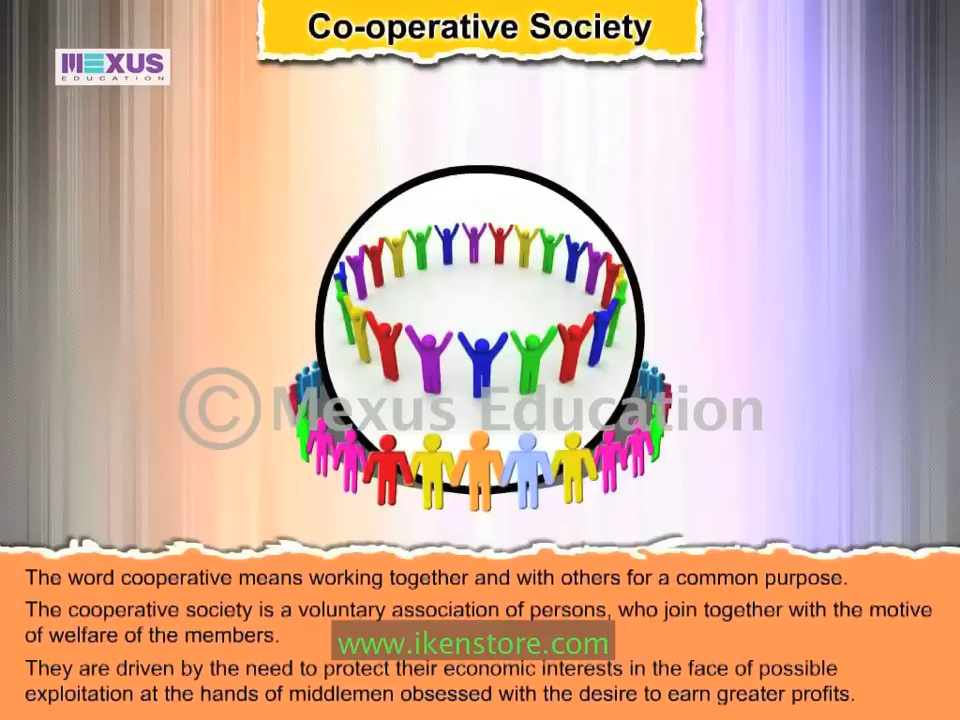 Co-operative Society
MEXUS
EDUCATION
© Mexus Education
The word cooperative means working together and with others for a common purpose.
The cooperative society is a voluntary association of persons, who join together with the motive
of welfare of the members.
www.ikenstore.com
They are driven by the need to protect their economic interests in the face of possible
exploitation at the hands of middlemen obsessed with the desire to earn greater profits.